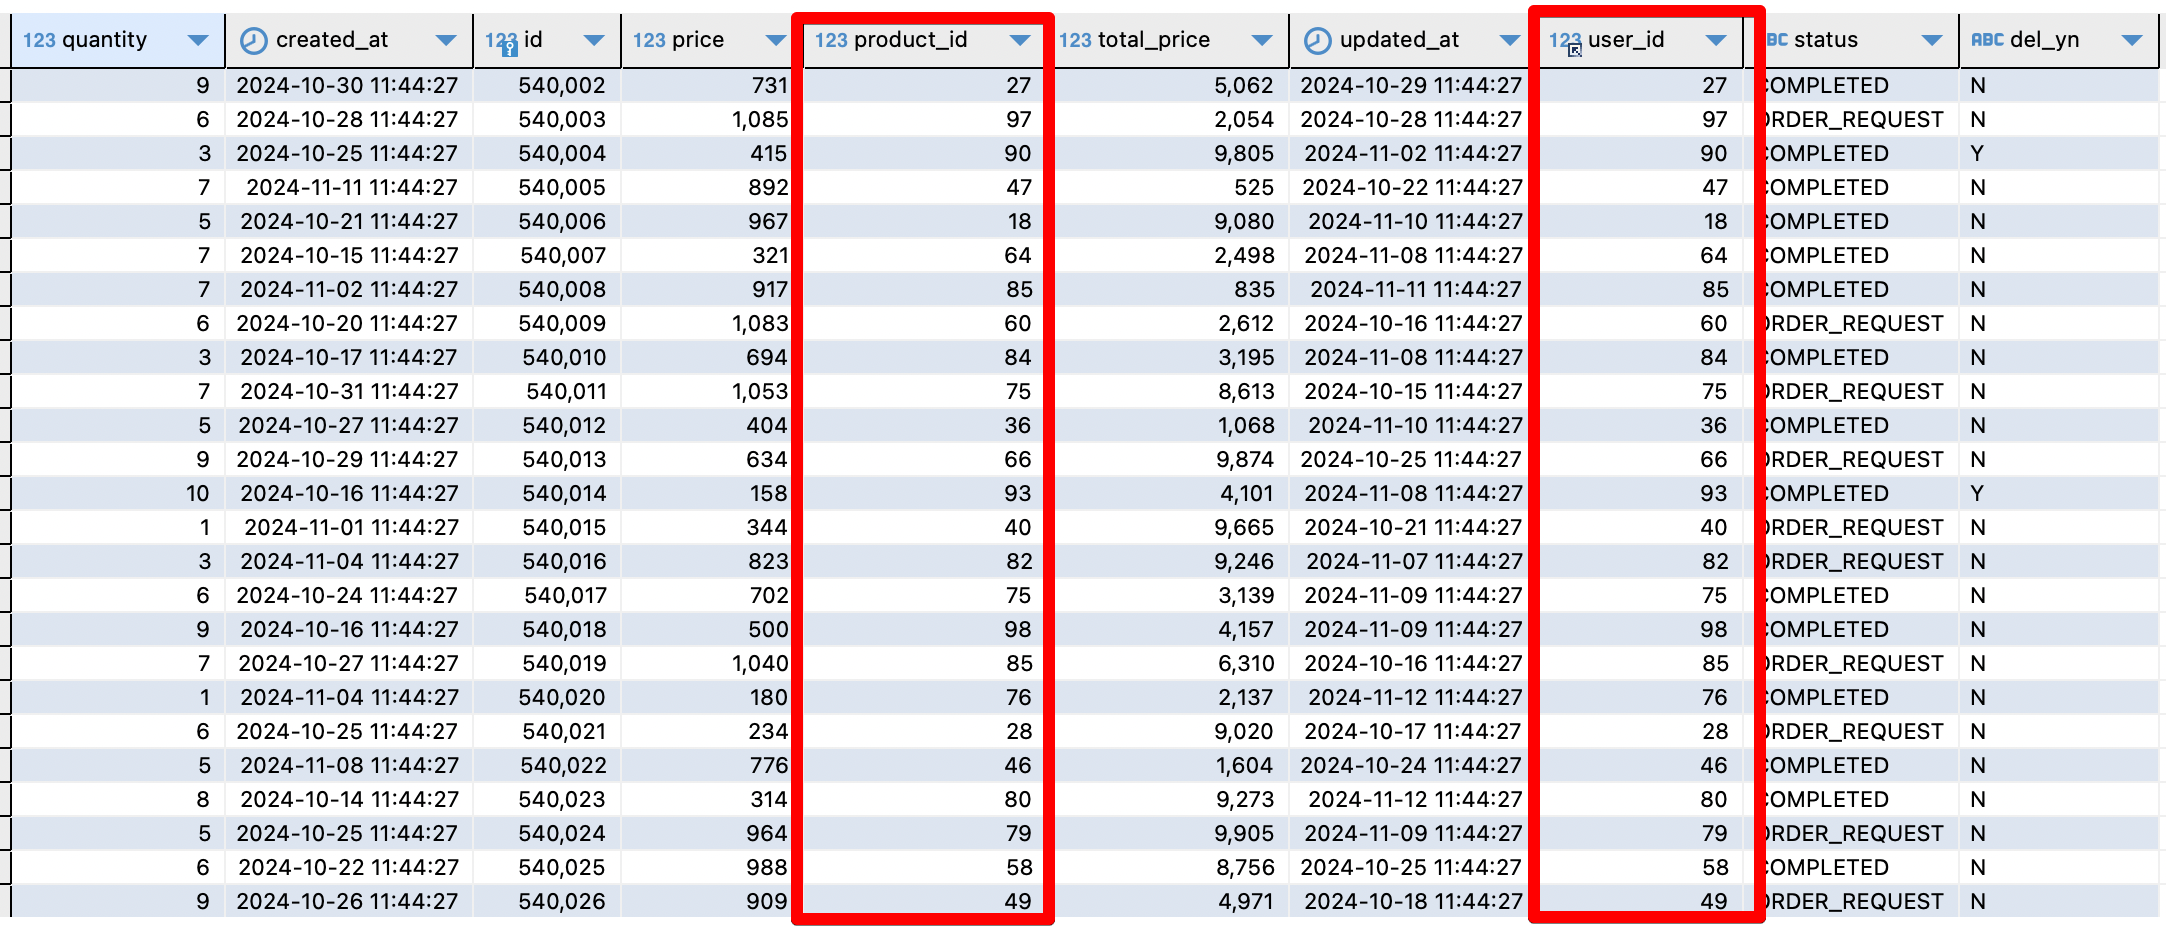 123 quantity created_at 123 id 123 price 123 product_id 123 total_price updated_at 123 user_id BC status ABC del_yn
9 2024-10-30 11:44:27 540,002 731 27 5,062 2024-10-29 11:44:27 27 COMPLETED N
6 2024-10-28 11:44:27 540,003 1,085 97 2,054 2024-10-28 11:44:27 97 ORDER_REQUEST N
3 2024-10-25 11:44:27 540,004 415 90 9,805 2024-11-02 11:44:27 90 COMPLETED Y
7 2024-11-11 11:44:27 540,005 892 47 525 2024-10-22 11:44:27 47 COMPLETED N
5 2024-10-21 11:44:27 540,006 967 18 9,080 2024-11-10 11:44:27 18 COMPLETED N
7 2024-10-15 11:44:27 540,007 321 64 2,498 2024-11-08 11:44:27 64 COMPLETED N
7 2024-11-02 11:44:27 540,008 917 85 835 2024-11-11 11:44:27 85 COMPLETED N
6 2024-10-20 11:44:27 540,009 1,083 60 2,612 2024-10-16 11:44:27 60 ORDER_REQUEST N
3 2024-10-17 11:44:27 540,010 694 84 3,195 2024-11-08 11:44:27 84 COMPLETED N
7 2024-10-31 11:44:27 540,011 1,053 75 8,613 2024-10-15 11:44:27 75 ORDER_REQUEST N
5 2024-10-27 11:44:27 540,012 404 36 1,068 2024-11-10 11:44:27 36 COMPLETED N
9 2024-10-29 11:44:27 540,013 634 66 9,874 2024-10-25 11:44:27 66 ORDER_REQUEST N
10 2024-10-16 11:44:27 540,014 158 93 4,101 2024-11-08 11:44:27 93 COMPLETED Y
1 2024-11-01 11:44:27 540,015 344 40 9,665 2024-10-21 11:44:27 40 ORDER_REQUEST N
3 2024-11-04 11:44:27 540,016 823 82 9,246 2024-11-07 11:44:27 82 ORDER_REQUEST N
6 2024-10-24 11:44:27 540,017 702 75 3,139 2024-11-09 11:44:27 75 COMPLETED N
9 2024-10-16 11:44:27 540,018 500 98 4,157 2024-11-09 11:44:27 98 COMPLETED N
7 2024-10-27 11:44:27 540,019 1,040 85 6,310 2024-10-16 11:44:27 85 ORDER_REQUEST N
1 2024-11-04 11:44:27 540,020 180 76 2,137 2024-11-12 11:44:27 76 COMPLETED N
6 2024-10-25 11:44:27 540,021 234 28 9,020 2024-10-17 11:44:27 28 ORDER_REQUEST N
5 2024-11-08 11:44:27 540,022 776 46 1,604 2024-10-24 11:44:27 46 COMPLETED N
8 2024-10-14 11:44:27 540,023 314 80 9,273 2024-11-12 11:44:27 80 COMPLETED N
5 2024-10-25 11:44:27 540,024 964 79 9,905 2024-11-09 11:44:27 79 ORDER_REQUEST N
6 2024-10-22 11:44:27 540,025 988 58 8,756 2024-10-25 11:44:27 58 COMPLETED N
9 2024-10-26 11:44:27 540,026 909 49 4,971 2024-10-18 11:44:27 49 ORDER_REQUEST N